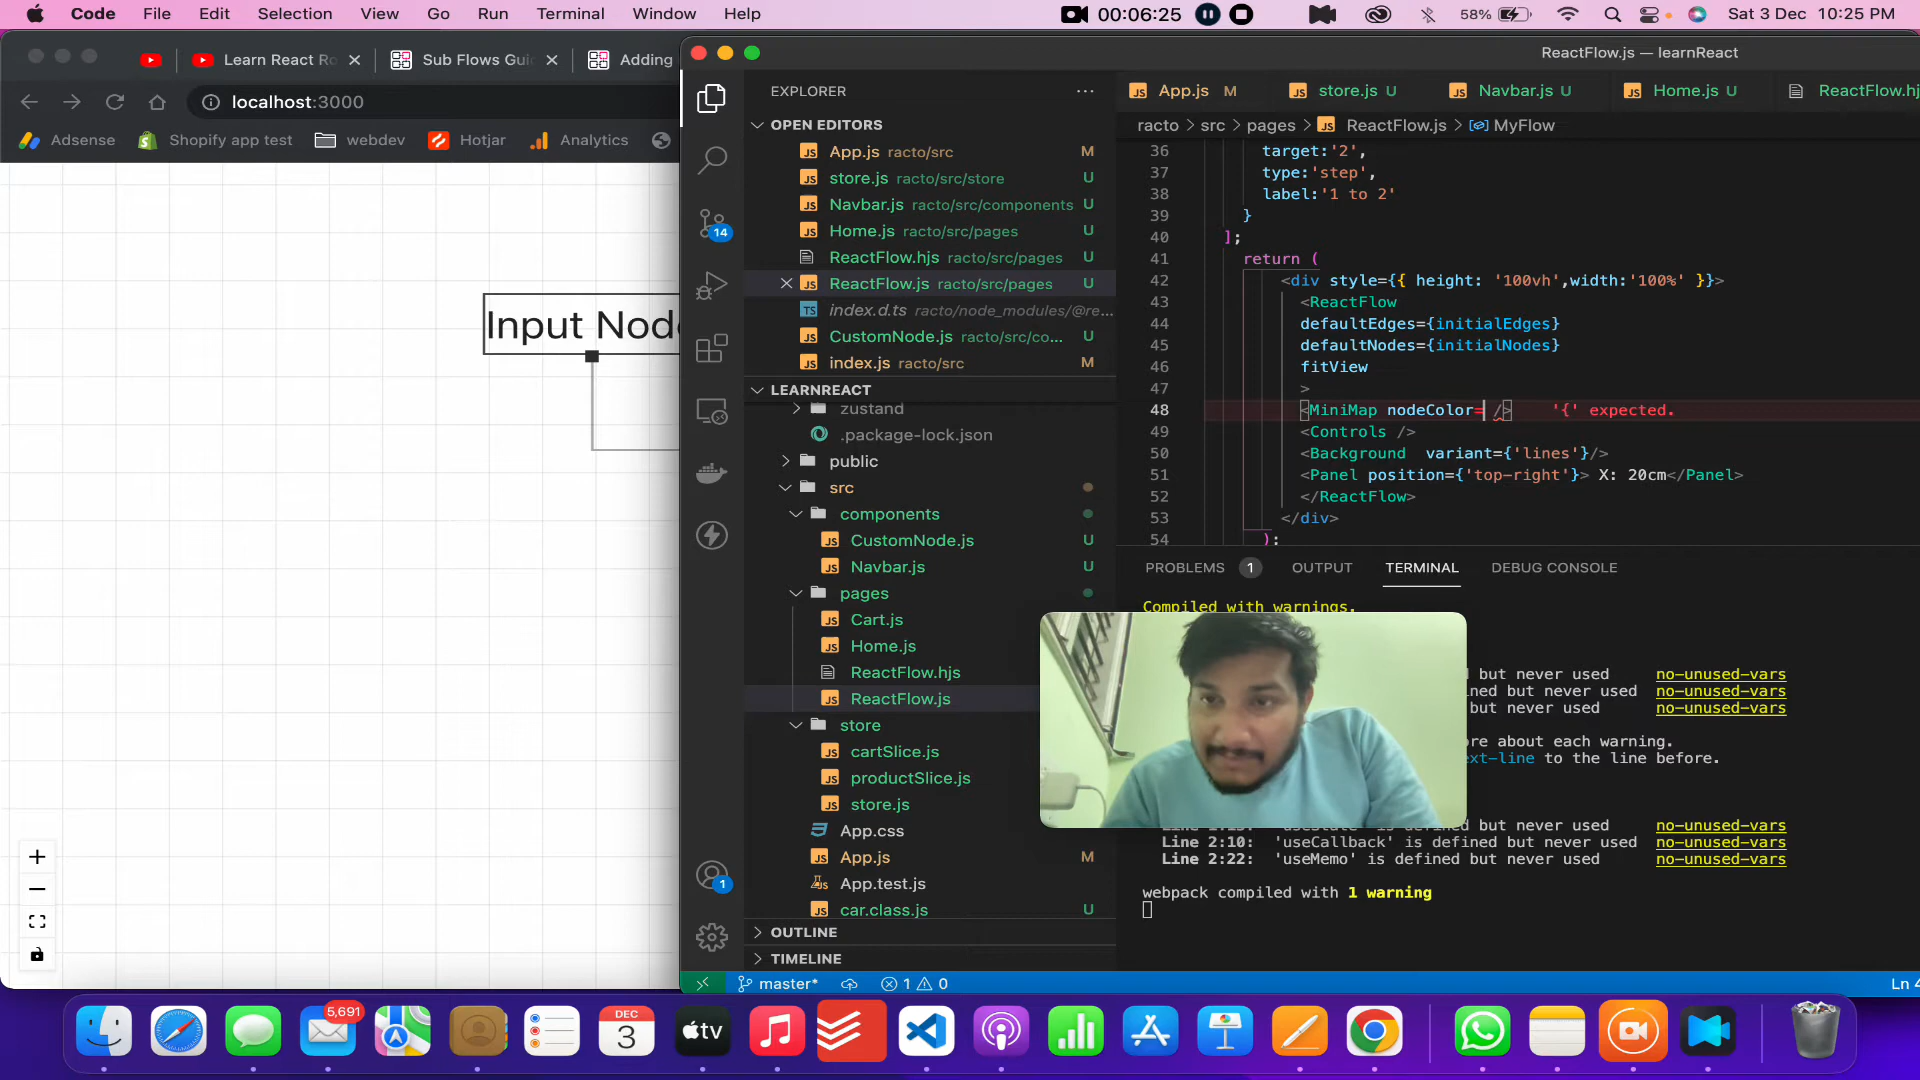 Code File Edit Selection View Go Run Terminal Window Help 00:06:25 58% Sat 3 Dec 10:25 PM
Learn React Ro
Sub Flows Gui
Adding
localhost:3000
Adsense Shopify app test webdev Hotjar Analytics
Input Node
ReactFlow.js — learnReact
EXPLORER
OPEN EDITORS
App.js racto/src M
store.js racto/src/store U
Navbar.js racto/src/components U
Home.js racto/src/pages U
ReactFlow.hjs racto/src/pages U
ReactFlow.js racto/src/pages U
index.d.ts racto/node_modules/@re...
CustomNode.js racto/src/co... U
index.js racto/src M
LEARNREACT
zustand
.package-lock.json
public
src
components
CustomNode.js U
Navbar.js U
pages
Cart.js
Home.js
ReactFlow.hjs
ReactFlow.js
store
cartSlice.js
productSlice.js
store.js
App.css
App.js M
App.test.js
car.class.js U
OUTLINE
TIMELINE
14
1
App.js M store.js U Navbar.js U Home.js U ReactFlow.hj
racto > src > pages > ReactFlow.js > MyFlow
36 target:'2',
37 type:'step',
38 label:'1 to 2'
39 }
40 ];
41 return (
42 <div style={{ height: '100vh',width:'100%' }}>
43 <ReactFlow
44 defaultEdges={initialEdges}
45 defaultNodes={initialNodes}
46 fitView
47 >
48 <MiniMap nodeColor= /> '{' expected.
49 <Controls />
50 <Background variant={'lines'}/>
51 <Panel position={'top-right'}> X: 20cm</Panel>
52 </ReactFlow>
53 </div>
54 );
PROBLEMS 1 OUTPUT TERMINAL DEBUG CONSOLE
Compiled with warnings.
but never used no-unused-vars
ned but never used no-unused-vars
but never used no-unused-vars
re about each warning.
ext-line to the line before.
d but never used no-unused-vars
Line 2:10: 'useCallback' is defined but never used no-unused-vars
Line 2:22: 'useMemo' is defined but never used no-unused-vars
webpack compiled with 1 warning
master* 1 0 Ln 4
5,691
DEC
3
tv